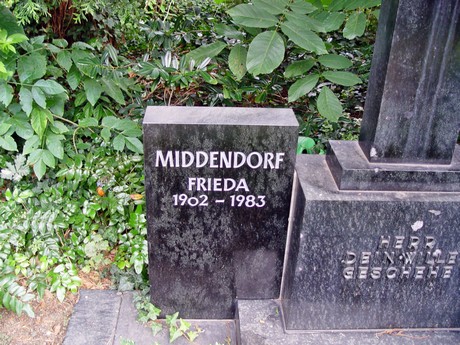 MIDDENDORF
FRIEDA
1902 – 1983
HERR
DEIN WILLE
GESCHEHE